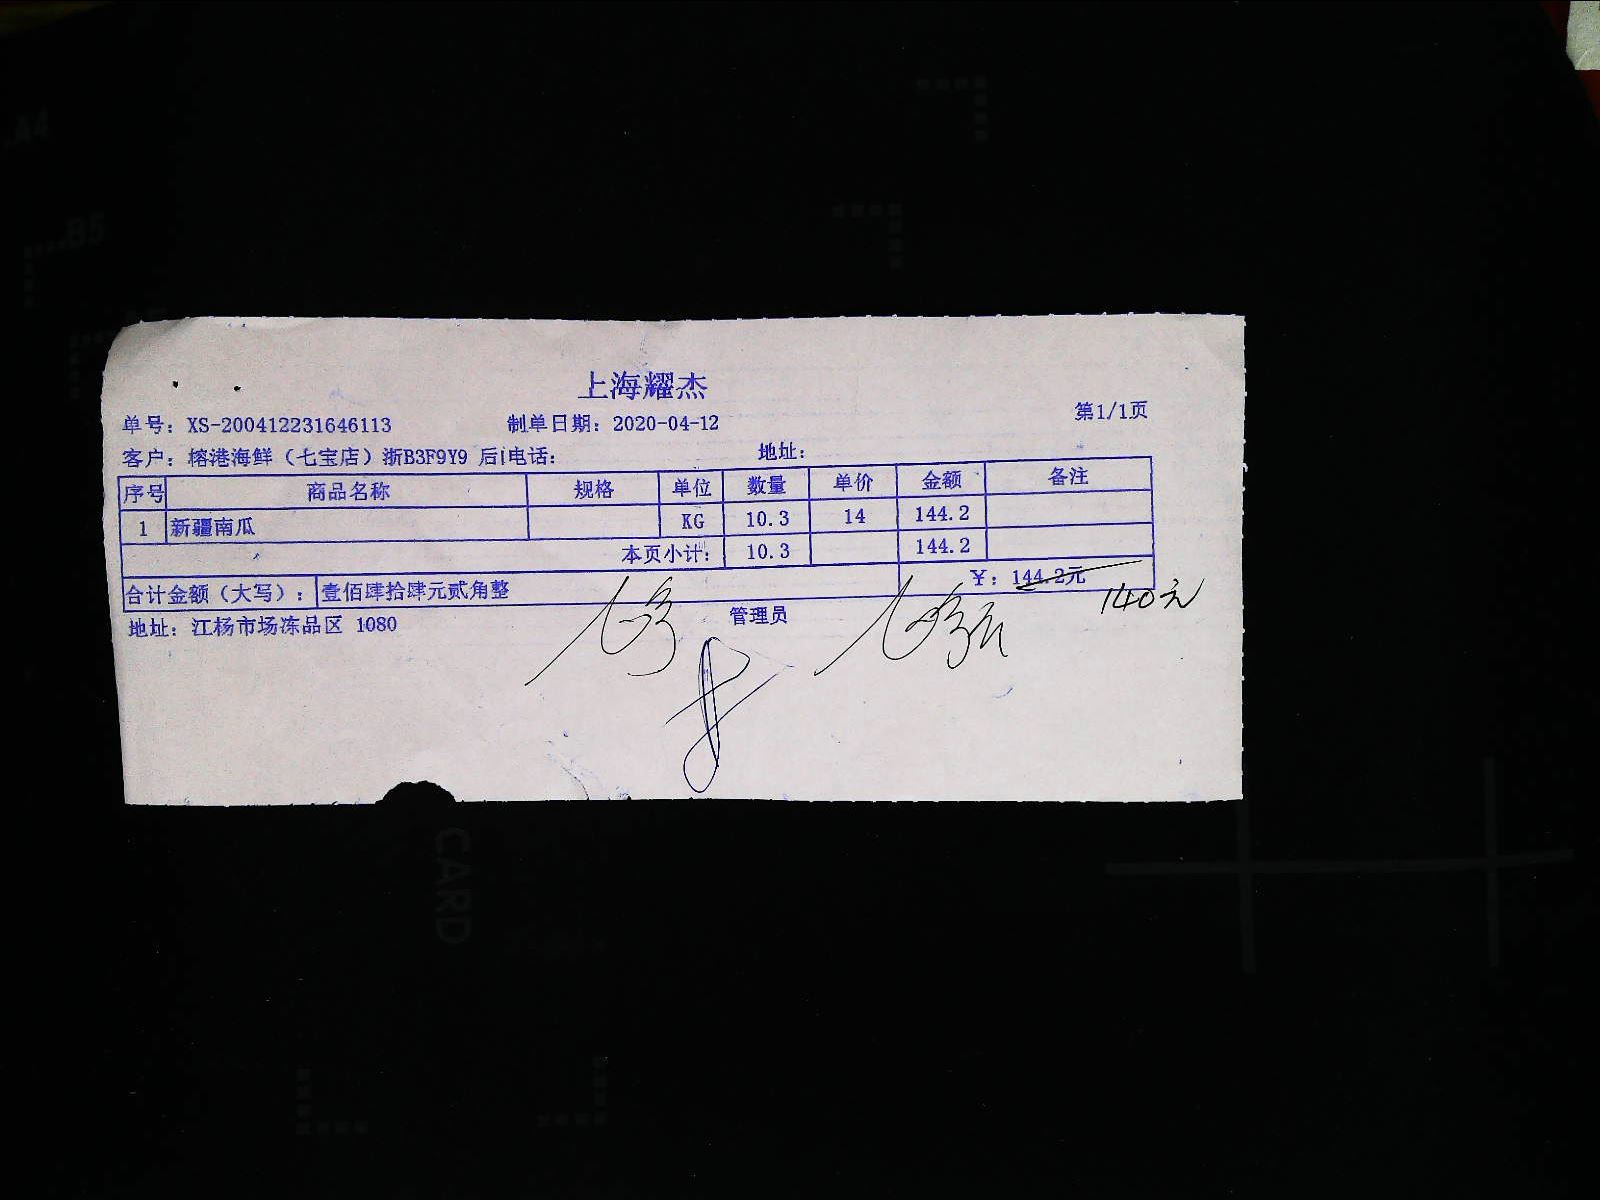 上海耀杰
第1/1页
单号：XS-200412231646113 制单日期：2020-04-12
客户：榕港海鲜（七宝店）浙B3F9Y9 后 电话： 地址：
序号 商品名称 规格 单位 数量 单价 金额 备注
1 新疆南瓜 KG 10.3 14 144.2
本页小计： 10.3 144.2
合计金额（大写）： 壹佰肆拾肆元贰角整 ￥：144.2元
140元
地址：江杨市场冻品区 1080 管理员
A4
B5
CARD